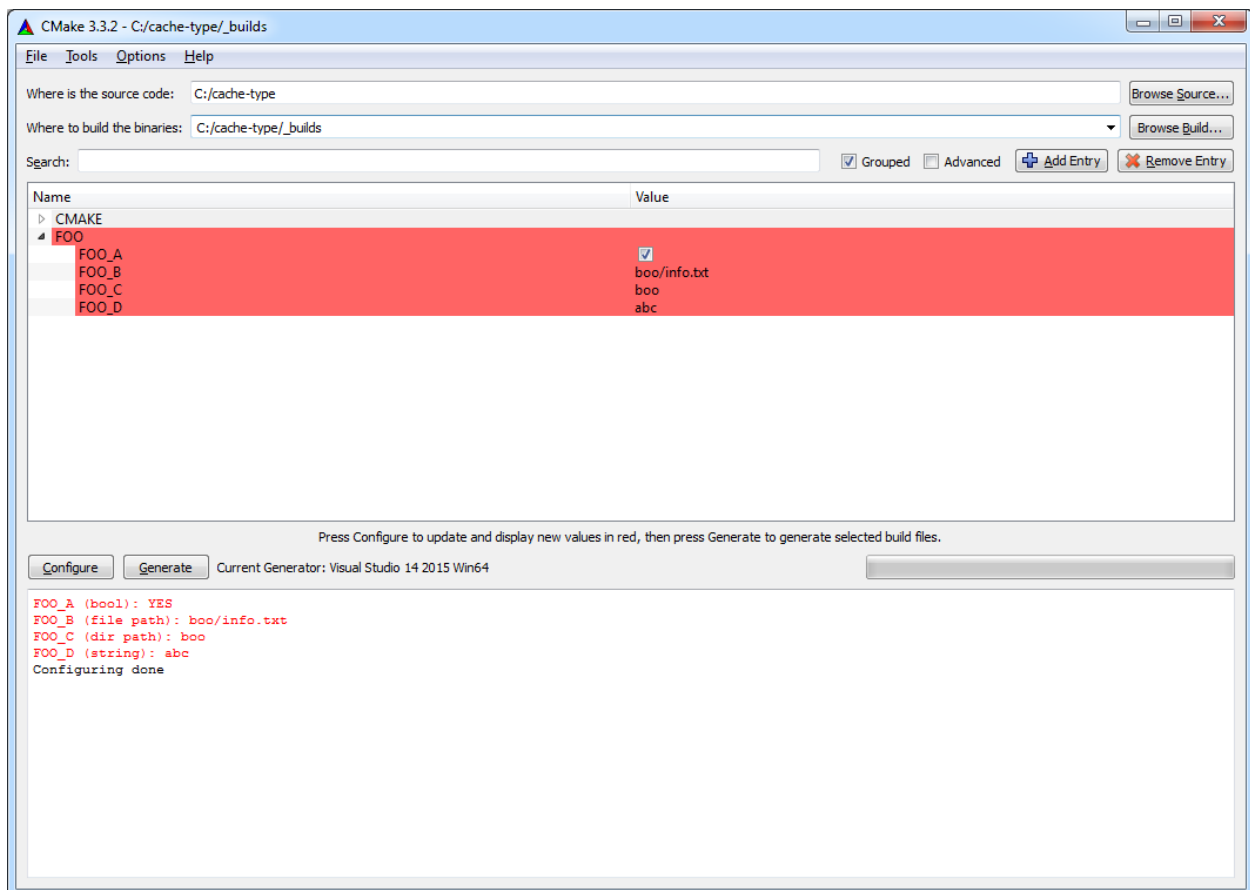 CMake 3.3.2 - C:/cache-type/_builds
File Tools Options Help
Where is the source code: C:/cache-type Browse Source...
Where to build the binaries: C:/cache-type/_builds Browse Build...
Search: Grouped Advanced Add Entry Remove Entry
Name Value
CMAKE
FOO
FOO_A
FOO_B boo/info.txt
FOO_C boo
FOO_D abc
Press Configure to update and display new values in red, then press Generate to generate selected build files.
Configure Generate Current Generator: Visual Studio 14 2015 Win64
FOO_A (bool): YES
FOO_B (file path): boo/info.txt
FOO_C (dir path): boo
FOO_D (string): abc
Configuring done